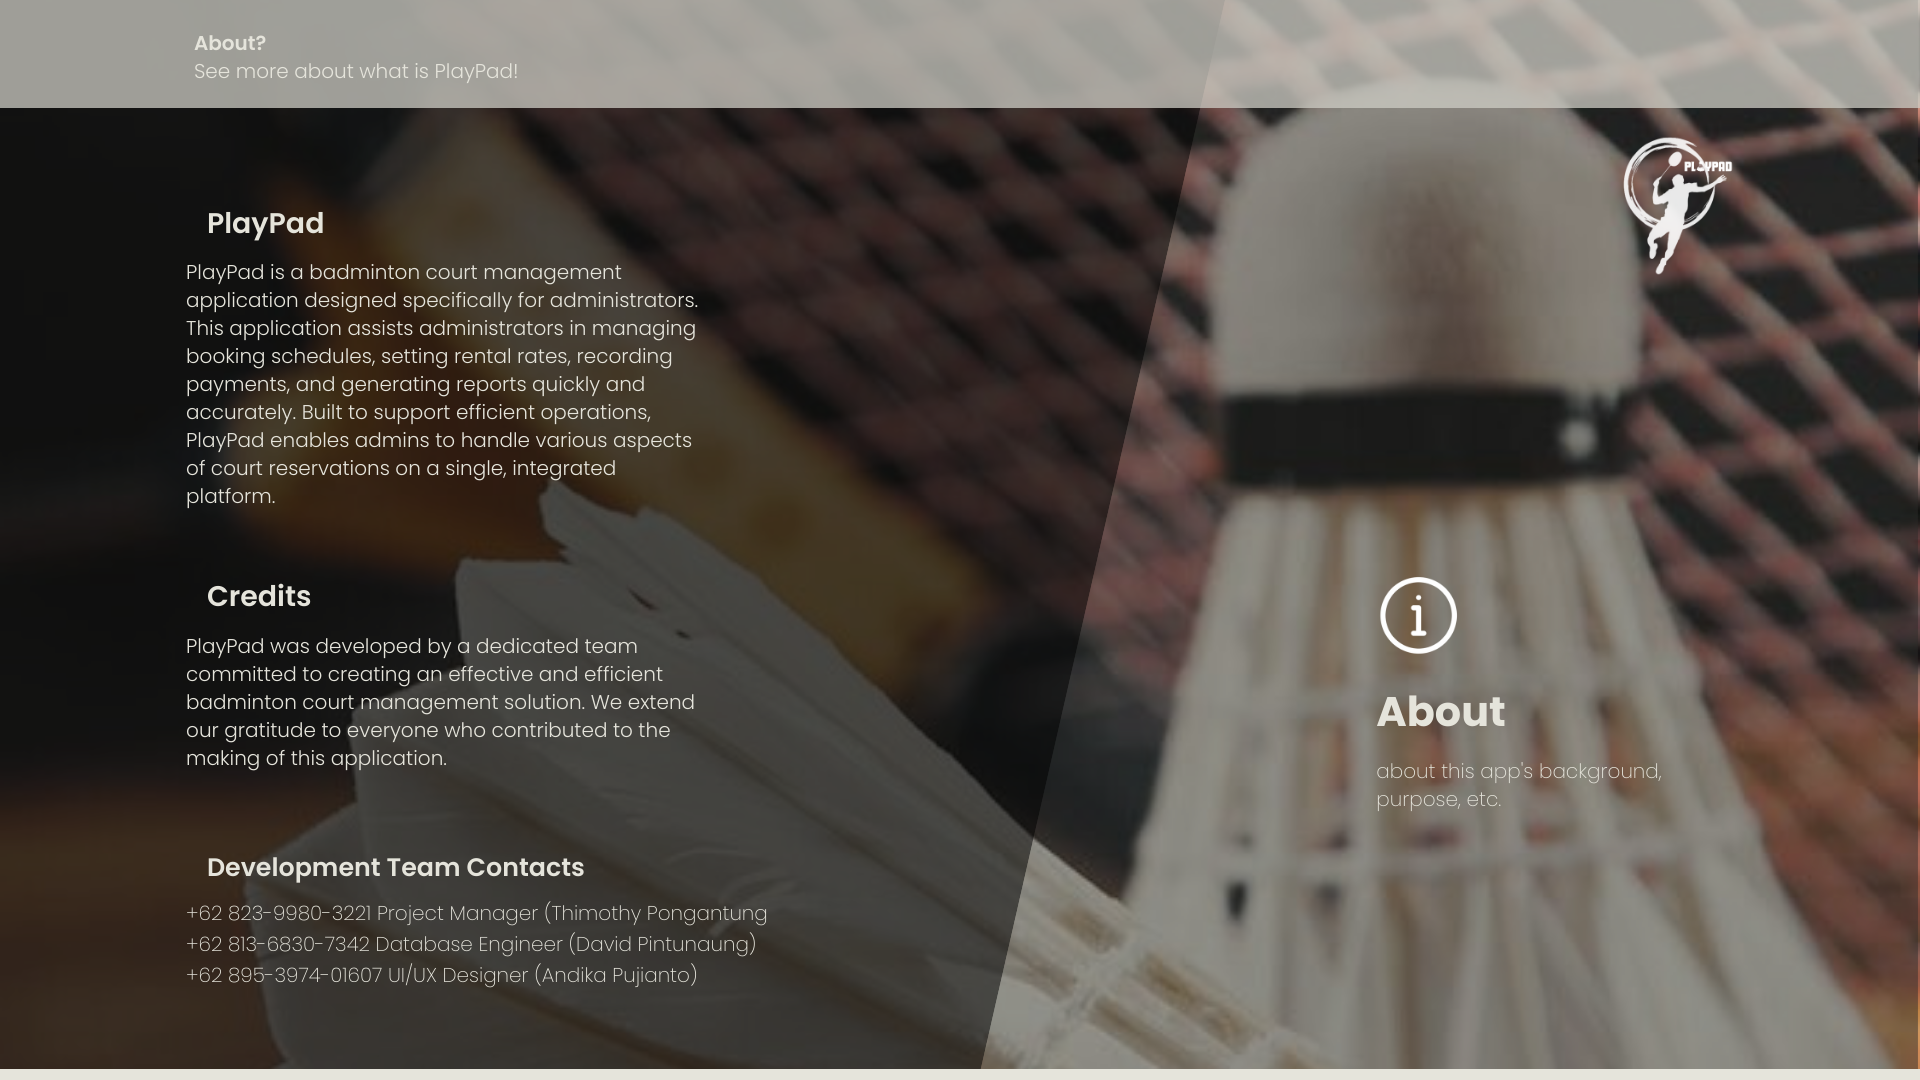 About?
See more about what is PlayPad!
PLAYPAD
PlayPad
PlayPad is a badminton court management
application designed specifically for administrators.
This application assists administrators in managing
booking schedules, setting rental rates, recording
payments, and generating reports quickly and
accurately. Built to support efficient operations,
PlayPad enables admins to handle various aspects
of court reservations on a single, integrated
platform.
Credits
PlayPad was developed by a dedicated team
committed to creating an effective and efficient
badminton court management solution. We extend
our gratitude to everyone who contributed to the
making of this application.
Development Team Contacts
+62 823-9980-3221 Project Manager (Thimothy Pongantung
+62 813-6830-7342 Database Engineer (David Pintunaung)
+62 895-3974-01607 UI/UX Designer (Andika Pujianto)
i
About
about this app's background,
purpose, etc.